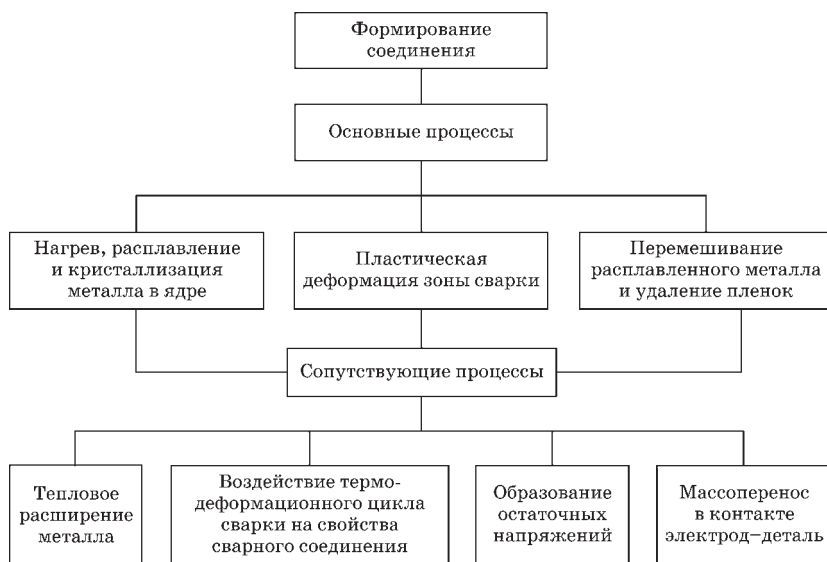 Формирование
соединения
Основные процессы
Нагрев, расплавление
и кристаллизация
металла в ядре
Пластическая
деформация зоны сварки
Перемешивание
расплавленного металла
и удаление пленок
Сопутствующие процессы
Тепловое
расширение
металла
Воздействие термо-
деформационного цикла
сварки на свойства
сварного соединения
Образование
остаточных
напряжений
Массоперенос
в контакте
электрод–деталь